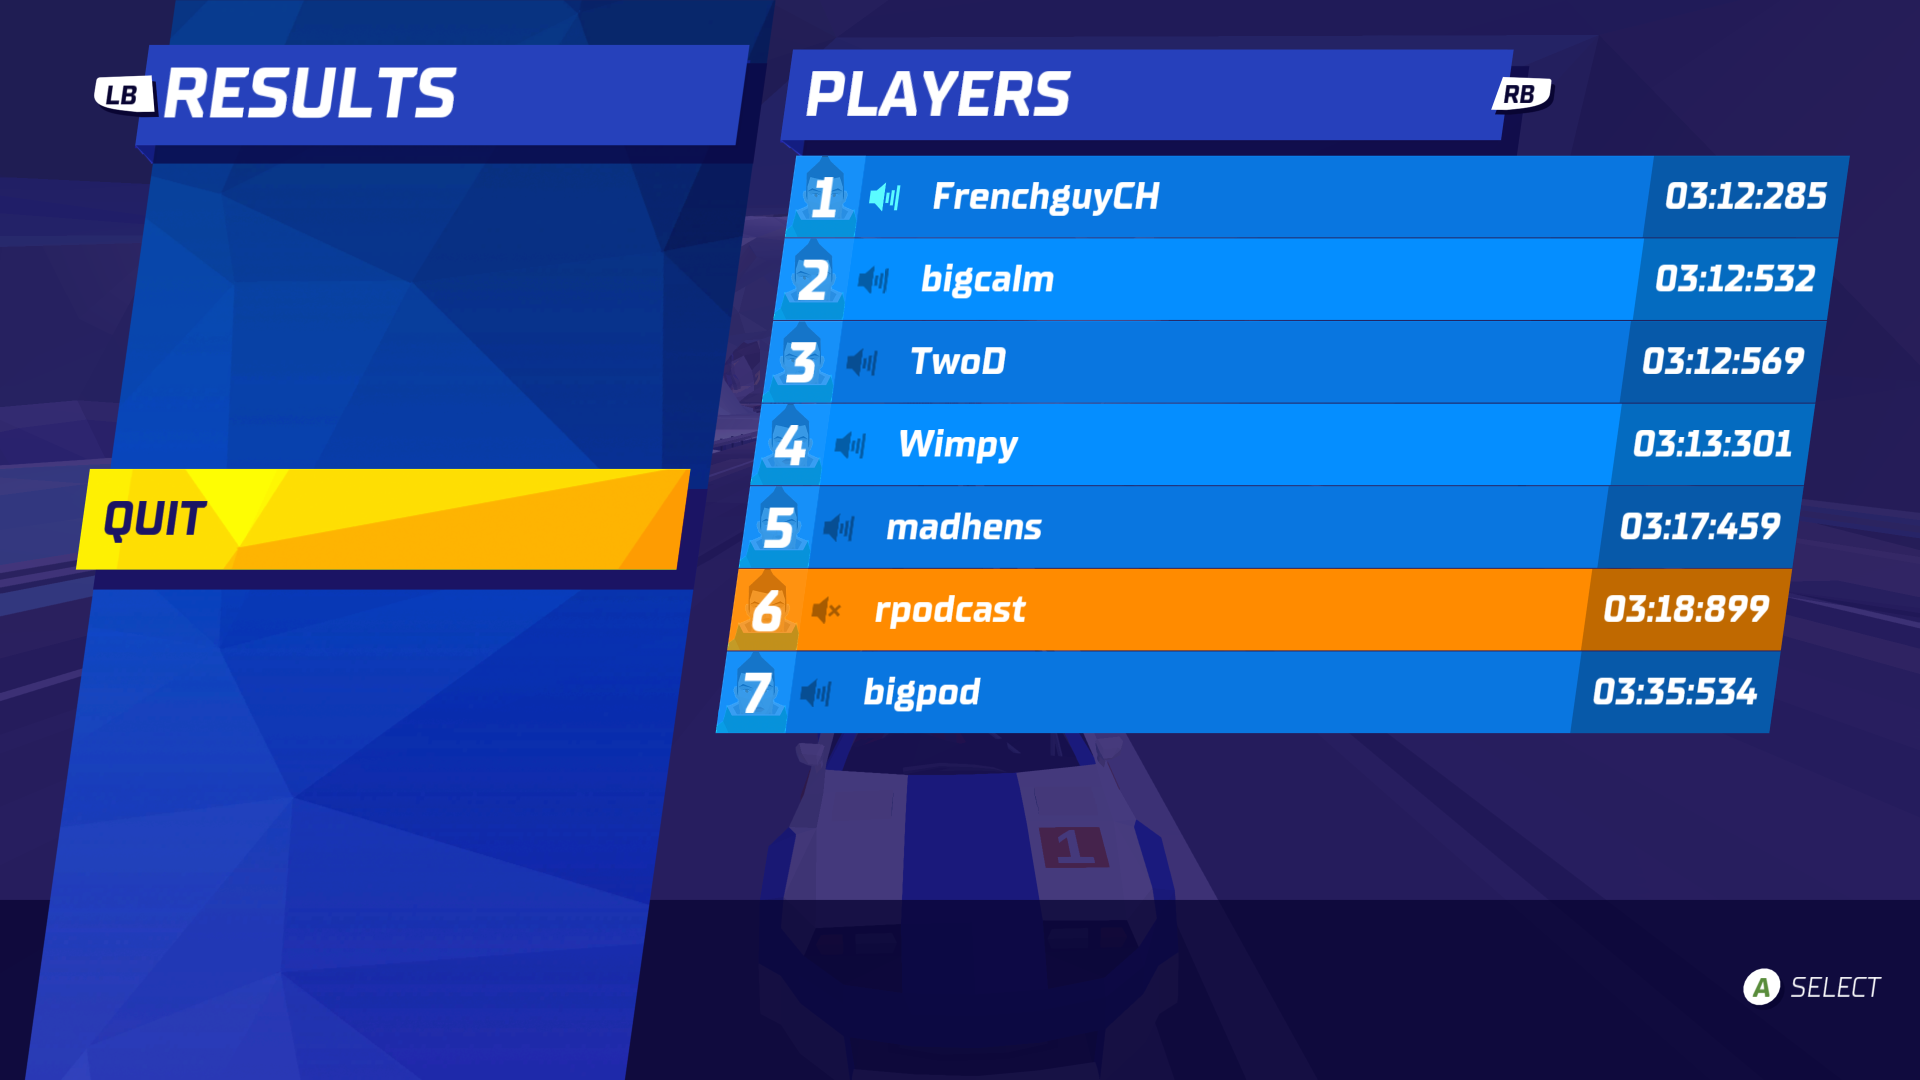 LB RESULTS
PLAYERS RB
1 FrenchguyCH 03:12:285
2 bigcalm 03:12:532
3 TwoD 03:12:569
4 Wimpy 03:13:301
5 madhens 03:17:459
6 rpodcast 03:18:899
7 bigpod 03:35:534
QUIT
1
A SELECT